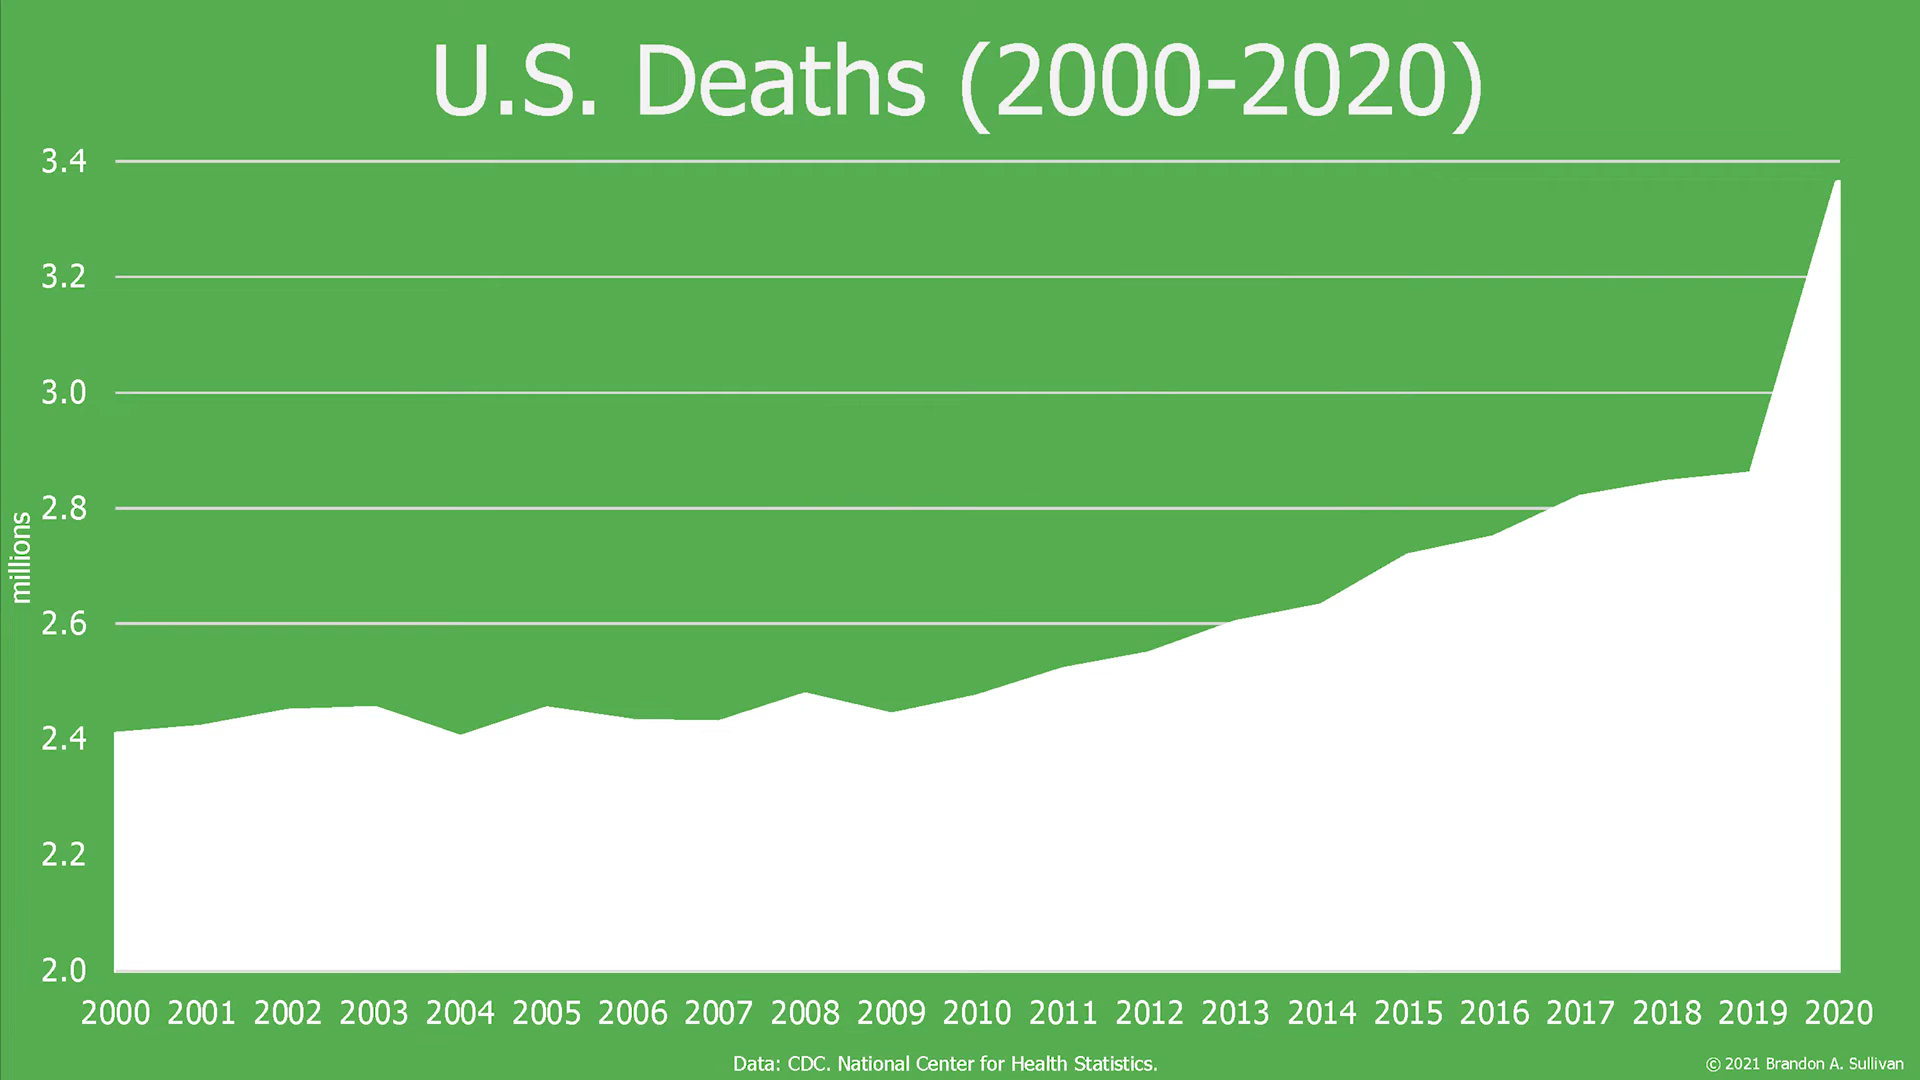 U.S. Deaths (2000-2020)
3.4
3.2
3.0
2.8
2.6
2.4
2.2
2.0
millions
2000 2001 2002 2003 2004 2005 2006 2007 2008 2009 2010 2011 2012 2013 2014 2015 2016 2017 2018 2019 2020
Data: CDC. National Center for Health Statistics.
© 2021 Brandon A. Sullivan